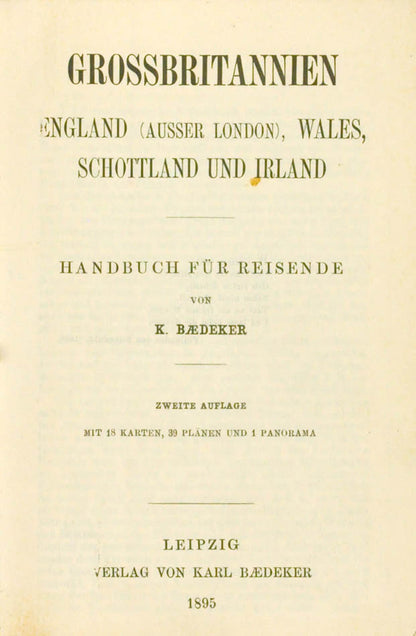 GROSSBRITANNIEN
ENGLAND (AUSSER LONDON), WALES,
SCHOTTLAND UND IRLAND
HANDBUCH FÜR REISENDE
VON
K. BÆDEKER
ZWEITE AUFLAGE
MIT 18 KARTEN, 39 PLÄNEN UND 1 PANORAMA
LEIPZIG
VERLAG VON KARL BÆDEKER
1895